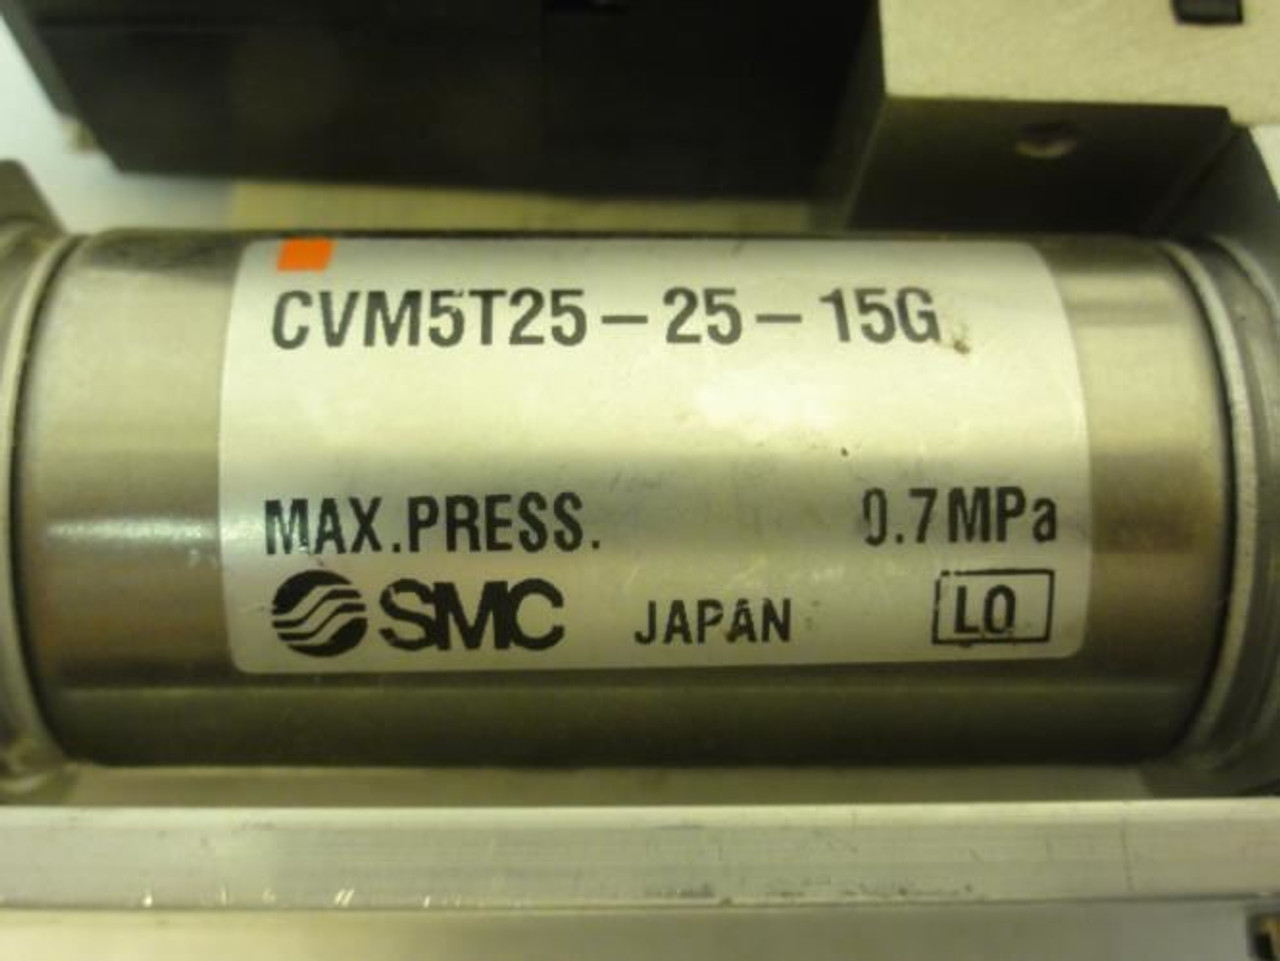 CVM5T25-25-15G
MAX.PRESS. 0.7MPa
SMC JAPAN LO